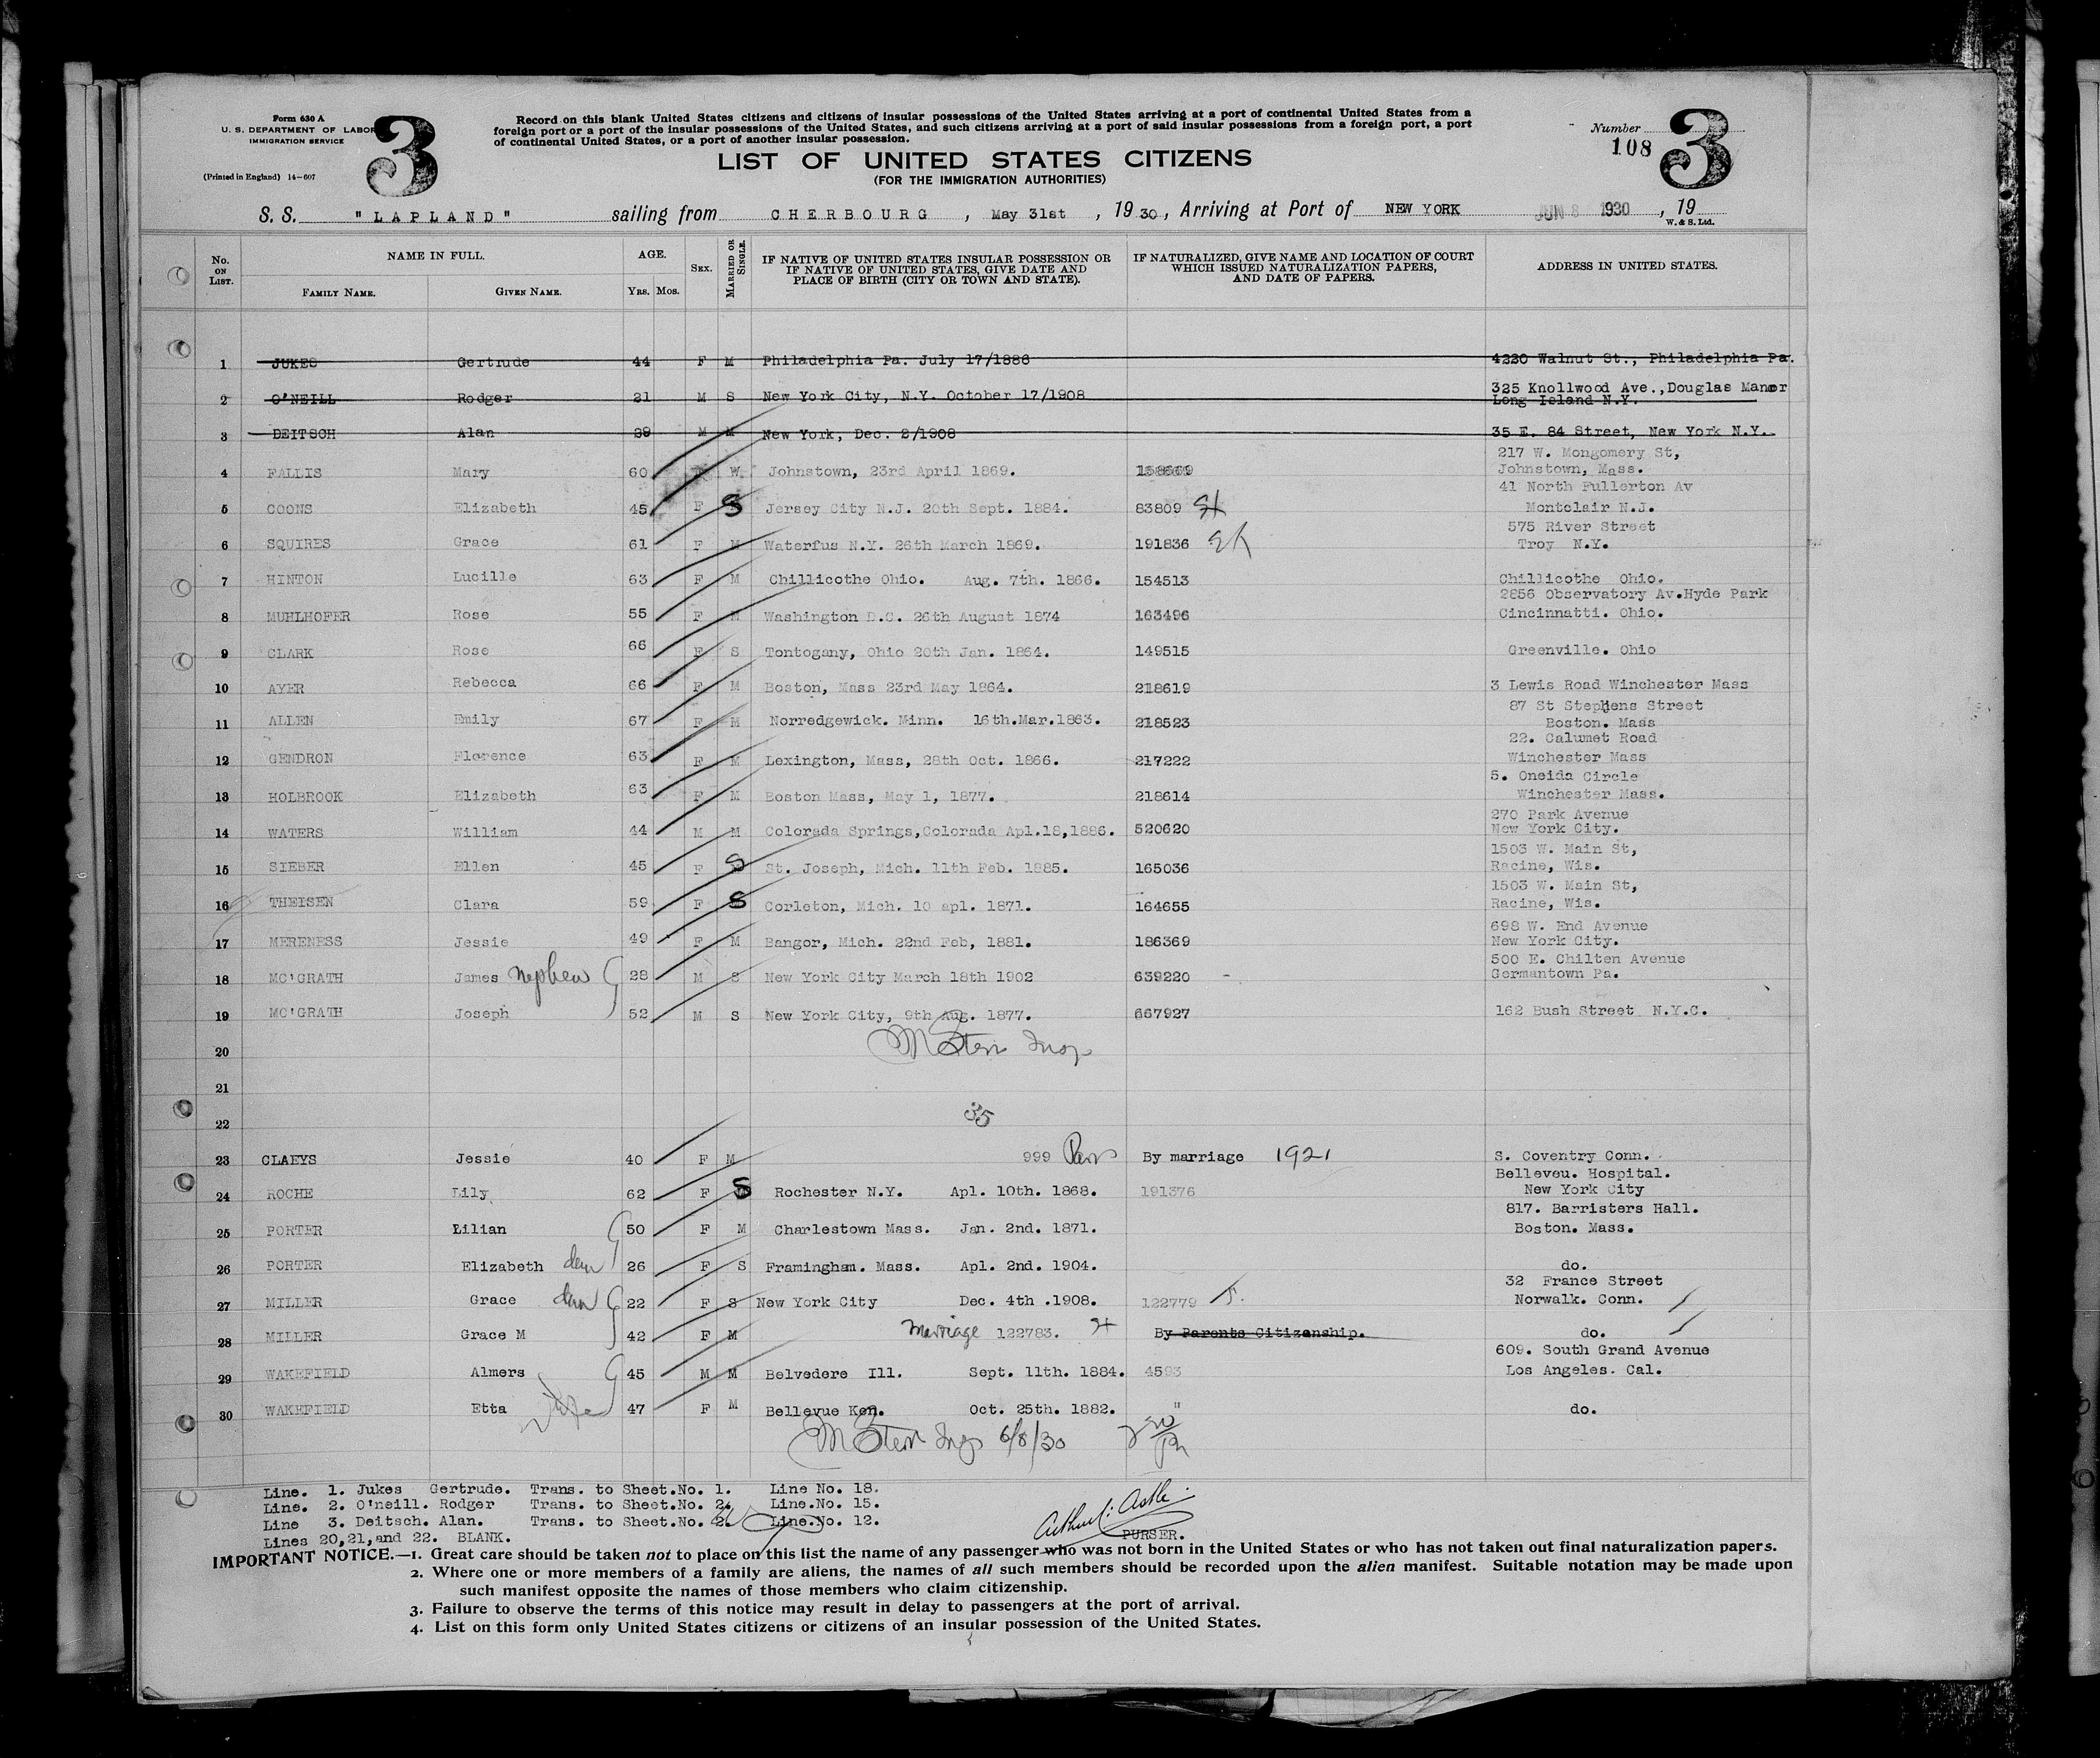 Form 630 A
U. S. DEPARTMENT OF LABOR
IMMIGRATION SERVICE
(Printed in England) 14—607
3
Record on this blank United States citizens and citizens of insular possessions of the United States arriving at a port of continental United States from a
foreign port or a port of the insular possessions of the United States, and such citizens arriving at a port of said insular possessions from a foreign port, a port
of continental United States, or a port of another insular possession.
LIST OF UNITED STATES CITIZENS
(FOR THE IMMIGRATION AUTHORITIES)
Number
108
3
S. S. "LAPLAND" sailing from CHERBOURG, May 31st, 1930, Arriving at Port of NEW YORK JUN 8 1930, 19
W. & S. Ltd.
No. ON LIST. NAME IN FULL. FAMILY NAME. GIVEN NAME. AGE. YRS. MOS. SEX. MARRIED OR SINGLE. IF NATIVE OF UNITED STATES INSULAR POSSESSION OR IF NATIVE OF UNITED STATES, GIVE DATE AND PLACE OF BIRTH (CITY OR TOWN AND STATE). IF NATURALIZED, GIVE NAME AND LOCATION OF COURT WHICH ISSUED NATURALIZATION PAPERS, AND DATE OF PAPERS. ADDRESS IN UNITED STATES.
1 JUKES Gertrude 44 F M Philadelphia Pa. July 17/1886 4220 Walnut St., Philadelphia Pa.
2 O'NEILL Rodger 21 M S New York City, N.Y. October 17/1908 325 Knollwood Ave., Douglas Manor Long Island N.Y.
3 DEITSCH Alan M New York, Dec. 2/1908 35 E. 84 Street, New York N.Y.
4 FALLIS Mary 60 W Johnstown, 23rd April 1869. 158669 217 W. Mongomery St, Johnstown, Mass.
5 COONS Elizabeth 45 F S Jersey City N.J. 20th Sept. 1884. 83809 41 North Fullerton Av Montclair N.J.
6 SQUIRES Grace 61 F M Waterfus N.Y. 26th March 1869. 191836 575 River Street Troy N.Y.
7 HINTON Lucille 63 F M Chillicothe Ohio. Aug. 7th. 1866. 154513 Chillicothe Ohio.
8 MUHLHOFER Rose 55 F M Washington D.C. 26th August 1874 163496 2856 Observatory Av.Hyde Park Cincinnatti. Ohio.
9 CLARK Rose 66 F S Tontogany, Ohio 20th Jan. 1864. 149515 Greenville. Ohio
10 AYER Rebecca 66 F M Boston, Mass 23rd May 1864. 218619 3 Lewis Road Winchester Mass
11 ALLEN Emily 67 F M Norredgewick. Minn. 16th.Mar.1863. 218523 87 St Stephens Street Boston. Mass
12 GENDRON Florence 63 F M Lexington, Mass, 28th Oct. 1866. 217222 22. Calumet Road Winchester Mass
13 HOLBROOK Elizabeth 63 F M Boston Mass, May 1, 1877. 218614 5. Oneida Circle Winchester Mass.
14 WATERS William 44 M M Colorada Springs,Colorada Apl.18,1886. 520620 270 Park Avenue New York City.
15 SIEBER Ellen 45 F S St. Joseph, Mich. 11th Feb. 1885. 165036 1503 W. Main St, Racine, Wis.
16 THEISEN Clara 59 F S Corleton, Mich. 10 apl. 1871. 164655 1503 W. Main St, Racine, Wis.
17 MERENESS Jessie 49 F M Bangor, Mich. 22nd Feb, 1881. 186369 698 W. End Avenue New York City.
18 MC'GRATH James nephew 28 M S New York City March 18th 1902 639220 500 E. Chilten Avenue Germantown Pa.
19 MC'GRATH Joseph 52 M S New York City, 9th Aug. 1877. 667927 162 Bush Street N.Y.C.
20
21
22 35
23 CLAEYS Jessie 40 F M 999 By marriage 1921 S. Coventry Conn.
24 ROCHE Lily 62 F S Rochester N.Y. Apl. 10th. 1868. 191376 Belleveu. Hospital. New York City
25 PORTER Lilian 50 F M Charlestown Mass. Jan. 2nd. 1871. 817. Barristers Hall. Boston. Mass.
26 PORTER Elizabeth dau 26 F S Framingham. Mass. Apl. 2nd. 1904. do.
27 MILLER Grace dau 22 F S New York City Dec. 4th .1908. 122779 32 France Street Norwalk. Conn.
28 MILLER Grace M 42 F M Marriage 122783. By Parents Citizenship. do.
29 WAKEFIELD Almers 45 M M Belvedere Ill. Sept. 11th. 1884. 4593 609. South Grand Avenue Los Angeles. Cal.
30 WAKEFIELD Etta wife 47 F M Bellevue Ken. Oct. 25th. 1882. " do.
6/8/30
Line. 1. Jukes Gertrude. Trans. to Sheet.No. 1. Line No. 18.
Line. 2. O'neill. Rodger Trans. to Sheet.No. 2. Line.No. 15.
Line 3. Deitsch. Alan. Trans. to Sheet.No. 2. Line.No. 12.
Lines 20,21,and 22. BLANK.
PURSER.
IMPORTANT NOTICE.—1. Great care should be taken not to place on this list the name of any passenger who was not born in the United States or who has not taken out final naturalization papers.
2. Where one or more members of a family are aliens, the names of all such members should be recorded upon the alien manifest. Suitable notation may be made upon
such manifest opposite the names of those members who claim citizenship.
3. Failure to observe the terms of this notice may result in delay to passengers at the port of arrival.
4. List on this form only United States citizens or citizens of an insular possession of the United States.